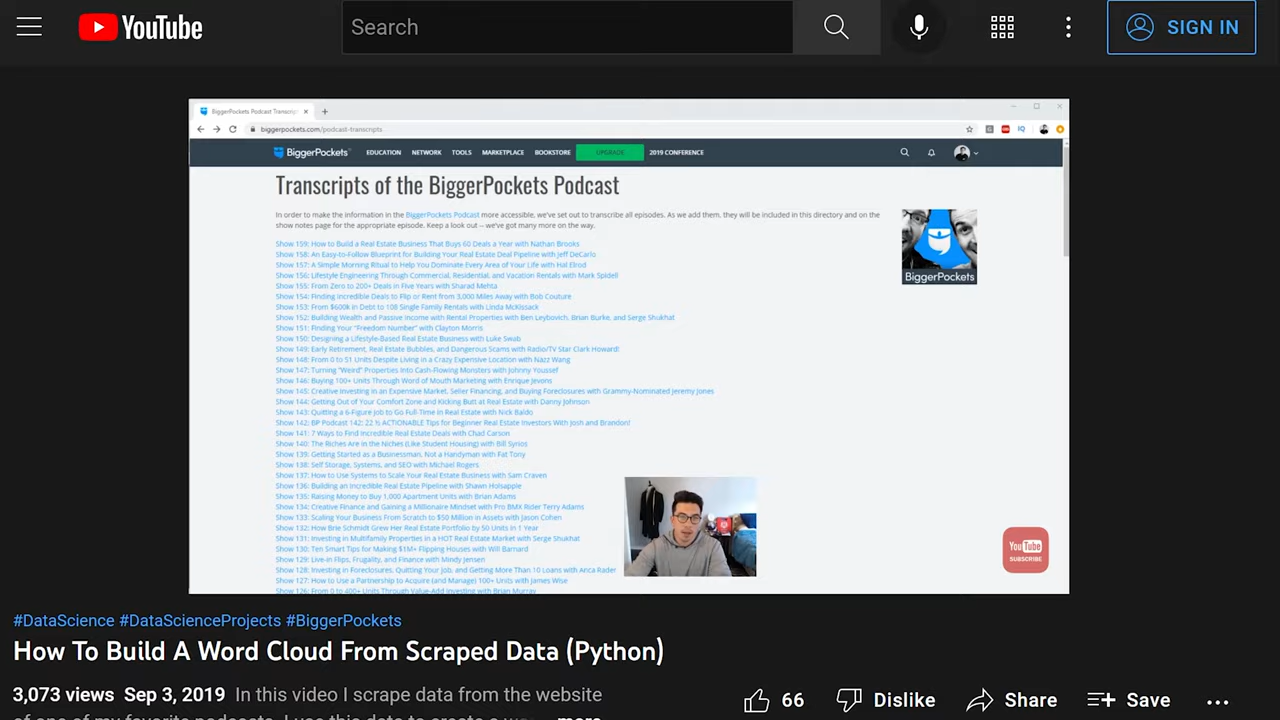 YouTube
Search
SIGN IN
BiggerPockets Podcast Transcrip
biggerpockets.com/podcast-transcripts
BiggerPockets EDUCATION NETWORK TOOLS MARKETPLACE BOOKSTORE UPGRADE 2019 CONFERENCE
Transcripts of the BiggerPockets Podcast
In order to make the information in the BiggerPockets Podcast more accessible, we've set out to transcribe all episodes. As we add them, they will be included in this directory and on the
show notes page for the appropriate episode. Keep a look out -- we've got many more on the way.
BiggerPockets
Show 159: How to Build a Real Estate Business That Buys 60 Deals a Year with Nathan Brooks
Show 158: An Easy-to-Follow Blueprint for Building Your Real Estate Deal Pipeline with Jeff DeCarlo
Show 157: A Simple Morning Ritual to Help You Dominate Every Area of Your Life with Hal Elrod
Show 156: Lifestyle Engineering Through Commercial, Residential, and Vacation Rentals with Mark Spidell
Show 155: From Zero to 200+ Deals in Five Years with Sharad Mehta
Show 154: Finding Incredible Deals to Flip or Rent from 3,000 Miles Away with Bob Couture
Show 153: From $600k in Debt to 108 Single Family Rentals with Linda McKissack
Show 152: Building Wealth and Passive Income with Rental Properties with Ben Leybovich, Brian Burke, and Serge Shukhat
Show 151: Finding Your "Freedom Number" with Clayton Morris
Show 150: Designing a Lifestyle-Based Real Estate Business with Luke Swab
Show 149: Early Retirement, Real Estate Bubbles, and Dangerous Scams with Radio/TV Star Clark Howard!
Show 148: From 0 to 51 Units Despite Living in a Crazy Expensive Location with Nazz Wang
Show 147: Turning "Weird" Properties Into Cash-Flowing Monsters with Johnny Youssef
Show 146: Buying 100+ Units Through Word of Mouth Marketing with Enrique Jevons
Show 145: Creative Investing in an Expensive Market, Seller Financing, and Buying Foreclosures with Grammy-Nominated Jeremy Jones
Show 144: Getting Out of Your Comfort Zone and Kicking Butt at Real Estate with Danny Johnson
Show 143: Quitting a 6-Figure Job to Go Full-Time in Real Estate with Nick Baldo
Show 142: BP Podcast 142: 22 ½ ACTIONABLE Tips for Beginner Real Estate Investors With Josh and Brandon!
Show 141: 7 Ways to Find Incredible Real Estate Deals with Chad Carson
Show 140: The Riches Are in the Niches (Like Student Housing) with Bill Syrios
Show 139: Getting Started as a Businessman, Not a Handyman with Fat Tony
Show 138: Self Storage, Systems, and SEO with Michael Rogers
Show 137: How to Use Systems to Scale Your Real Estate Business with Sam Craven
Show 136: Building an Incredible Real Estate Pipeline with Shawn Holsapple
Show 135: Raising Money to Buy 1,000 Apartment Units with Brian Adams
Show 134: Creative Finance and Gaining a Millionaire Mindset with Pro BMX Rider Terry Adams
Show 133: Scaling Your Business From Scratch to $50 Million in Assets with Jason Cohen
Show 132: How Brie Schmidt Grew Her Real Estate Portfolio by 50 Units In 1 Year
Show 131: Investing in Multifamily Properties in a HOT Real Estate Market with Serge Shukhat
Show 130: Ten Smart Tips for Making $1M+ Flipping Houses with Will Barnard
Show 129: Live-in Flips, Frugality, and Finance with Mindy Jensen
Show 128: Investing in Foreclosures, Quitting Your Job, and Getting More Than 10 Loans with Anca Rader
Show 127: How to Use a Partnership to Acquire (and Manage) 100+ Units with James Wise
Show 126: From 0 to 400+ Units Through Value-Add Investing with Brian Murray
YouTube
SUBSCRIBE
#DataScience #DataScienceProjects #BiggerPockets
How To Build A Word Cloud From Scraped Data (Python)
3,073 views Sep 3, 2019 In this video I scrape data from the website
of one of my favorite podcasts. I use this data to create a
more
66 Dislike Share Save